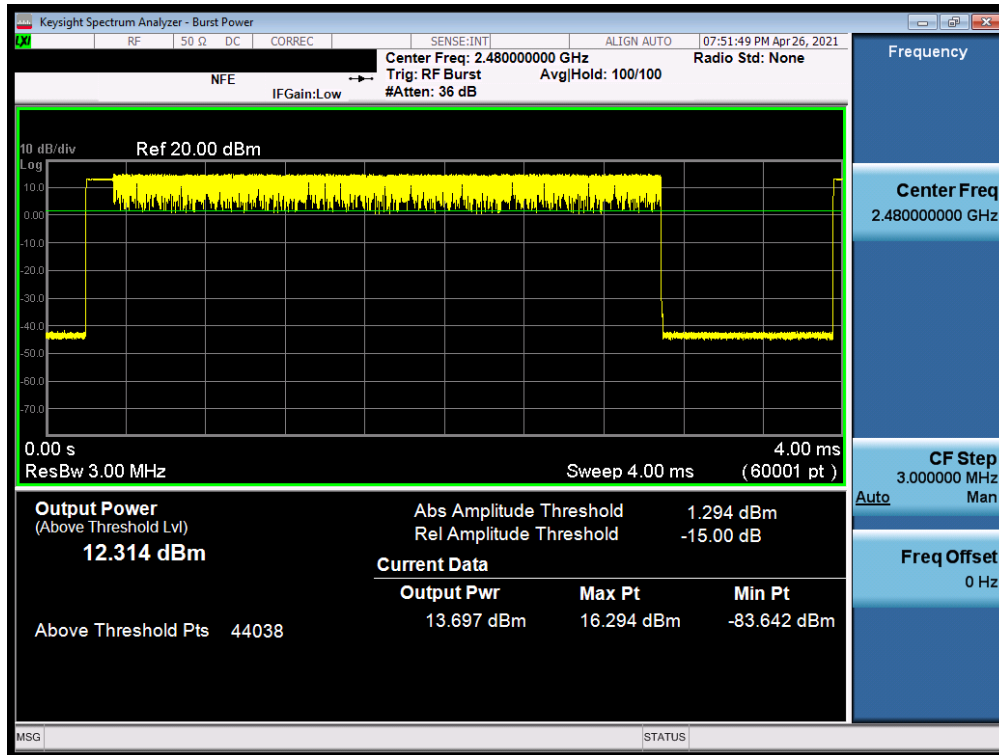 Keysight Spectrum Analyzer - Burst Power
LXI RF 50 Ω DC CORREC SENSE:INT ALIGN AUTO 07:51:49 PM Apr 26, 2021
Center Freq: 2.480000000 GHz Radio Std: None
NFE Trig: RF Burst Avg|Hold: 100/100
IFGain:Low #Atten: 36 dB
Frequency
10 dB/div Ref 20.00 dBm
Log
10.0
0.00
-10.0
-20.0
-30.0
-40.0
-50.0
-60.0
-70.0
0.00 s 4.00 ms
ResBw 3.00 MHz Sweep 4.00 ms (60001 pt)
Center Freq
2.480000000 GHz
CF Step
3.000000 MHz
Auto Man
Freq Offset
0 Hz
Output Power
(Above Threshold Lvl)
12.314 dBm
Above Threshold Pts 44038
Abs Amplitude Threshold 1.294 dBm
Rel Amplitude Threshold -15.00 dB
Current Data
Output Pwr Max Pt Min Pt
13.697 dBm 16.294 dBm -83.642 dBm
MSG STATUS